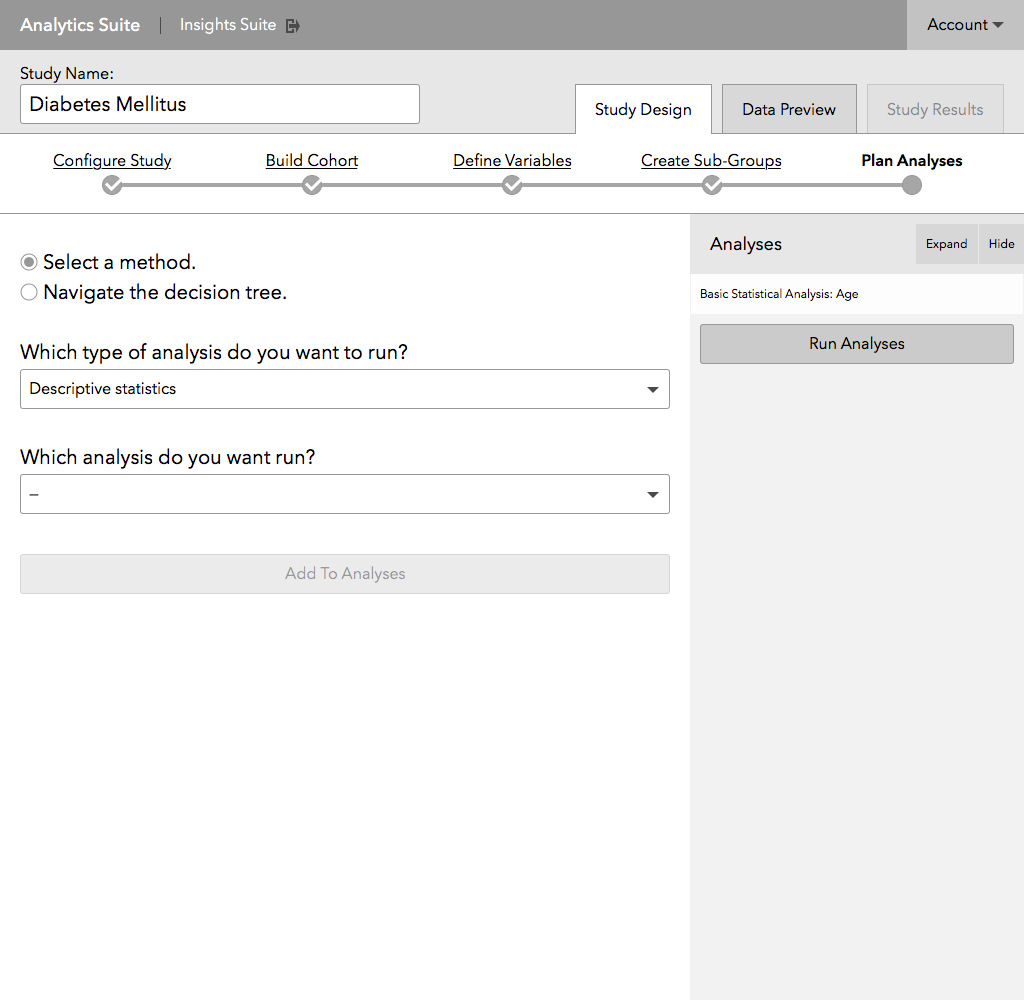 Analytics Suite | Insights Suite
Account
Study Name:
Diabetes Mellitus
Study Design
Data Preview
Study Results
Configure Study
Build Cohort
Define Variables
Create Sub-Groups
Plan Analyses
Select a method.
Navigate the decision tree.
Which type of analysis do you want to run?
Descriptive statistics
Which analysis do you want run?
–
Add To Analyses
Analyses
Expand
Hide
Basic Statistical Analysis: Age
Run Analyses